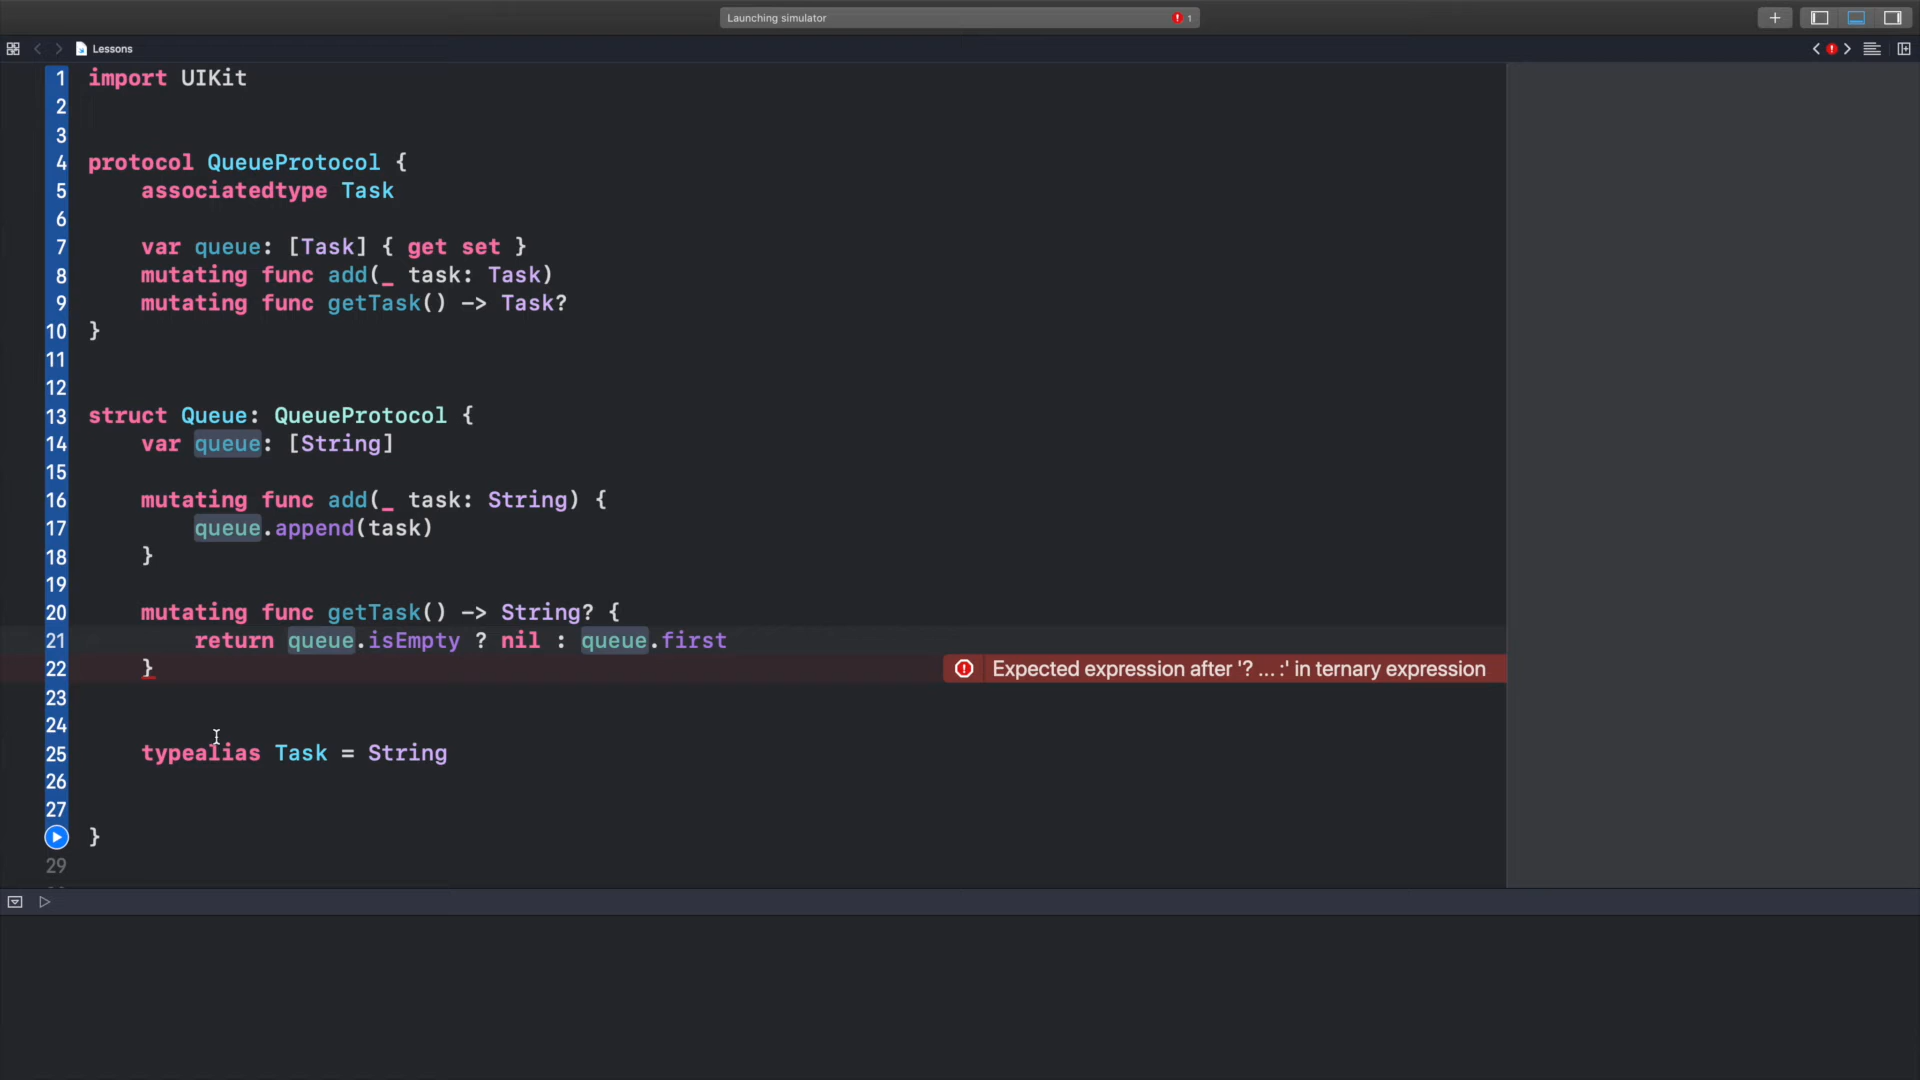 Launching simulator
1
Lessons
1 import UIKit
2
3
4 protocol QueueProtocol {
5 associatedtype Task
6
7 var queue: [Task] { get set }
8 mutating func add(_ task: Task)
9 mutating func getTask() -> Task?
10 }
11
12
13 struct Queue: QueueProtocol {
14 var queue: [String]
15
16 mutating func add(_ task: String) {
17 queue.append(task)
18 }
19
20 mutating func getTask() -> String? {
21 return queue.isEmpty ? nil : queue.first
22 } Expected expression after '? ... :' in ternary expression
23
24
25 typealias Task = String
26
27
}
29